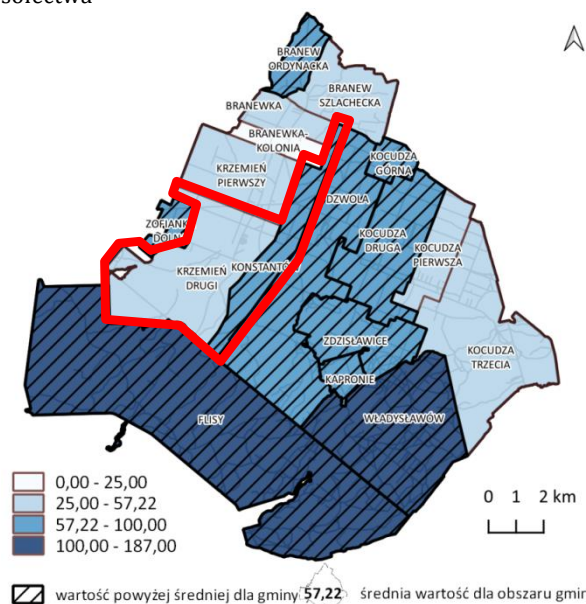 sołectwa
BRANEW
ORDYNACKA
BRANEW
SZLACHECKA
BRANEWKA
BRANEWKA-
KOLONIA
KOCUDZA
GÓRNA
KRZEMIEŃ
PIERWSZY
DZWOLA
ZOFIANK
DOLN
KOCUDZA
DRUGA
KOCUDZA
PIERWSZA
KRZEMIEŃ
DRUGI
KONSTANTÓW
ZDZISŁAWICE
KOCUDZA
TRZECIA
KAPRONIE
FLISY
WŁADYSŁAWÓW
0,00 - 25,00
25,00 - 57,22
57,22 - 100,00
100,00 - 187,00
0 1 2 km
wartość powyżej średniej dla gminy 57,22 średnia wartość dla obszaru gmin